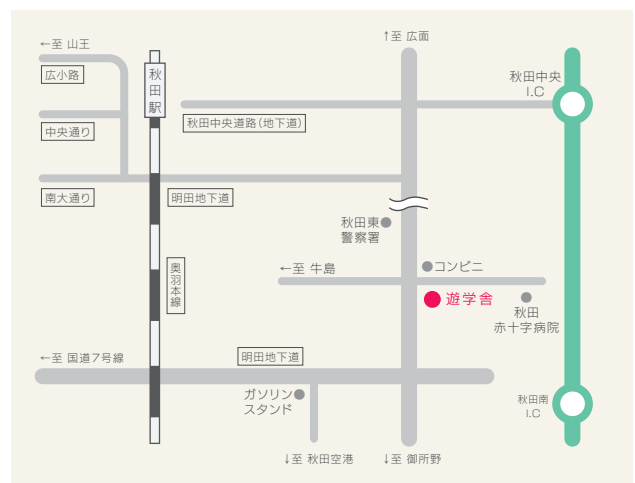 ←至 山王
広小路
中央通り
南大通り
秋田駅
秋田中央道路(地下道)
明田地下道
↑至 広面
秋田中央
I.C
秋田東
警察署
コンビニ
←至 牛島
遊学舎
秋田
赤十字病院
奥羽本線
←至 国道7号線
明田地下道
ガソリン
スタンド
秋田南
I.C
↓至 秋田空港
↓至 御所野